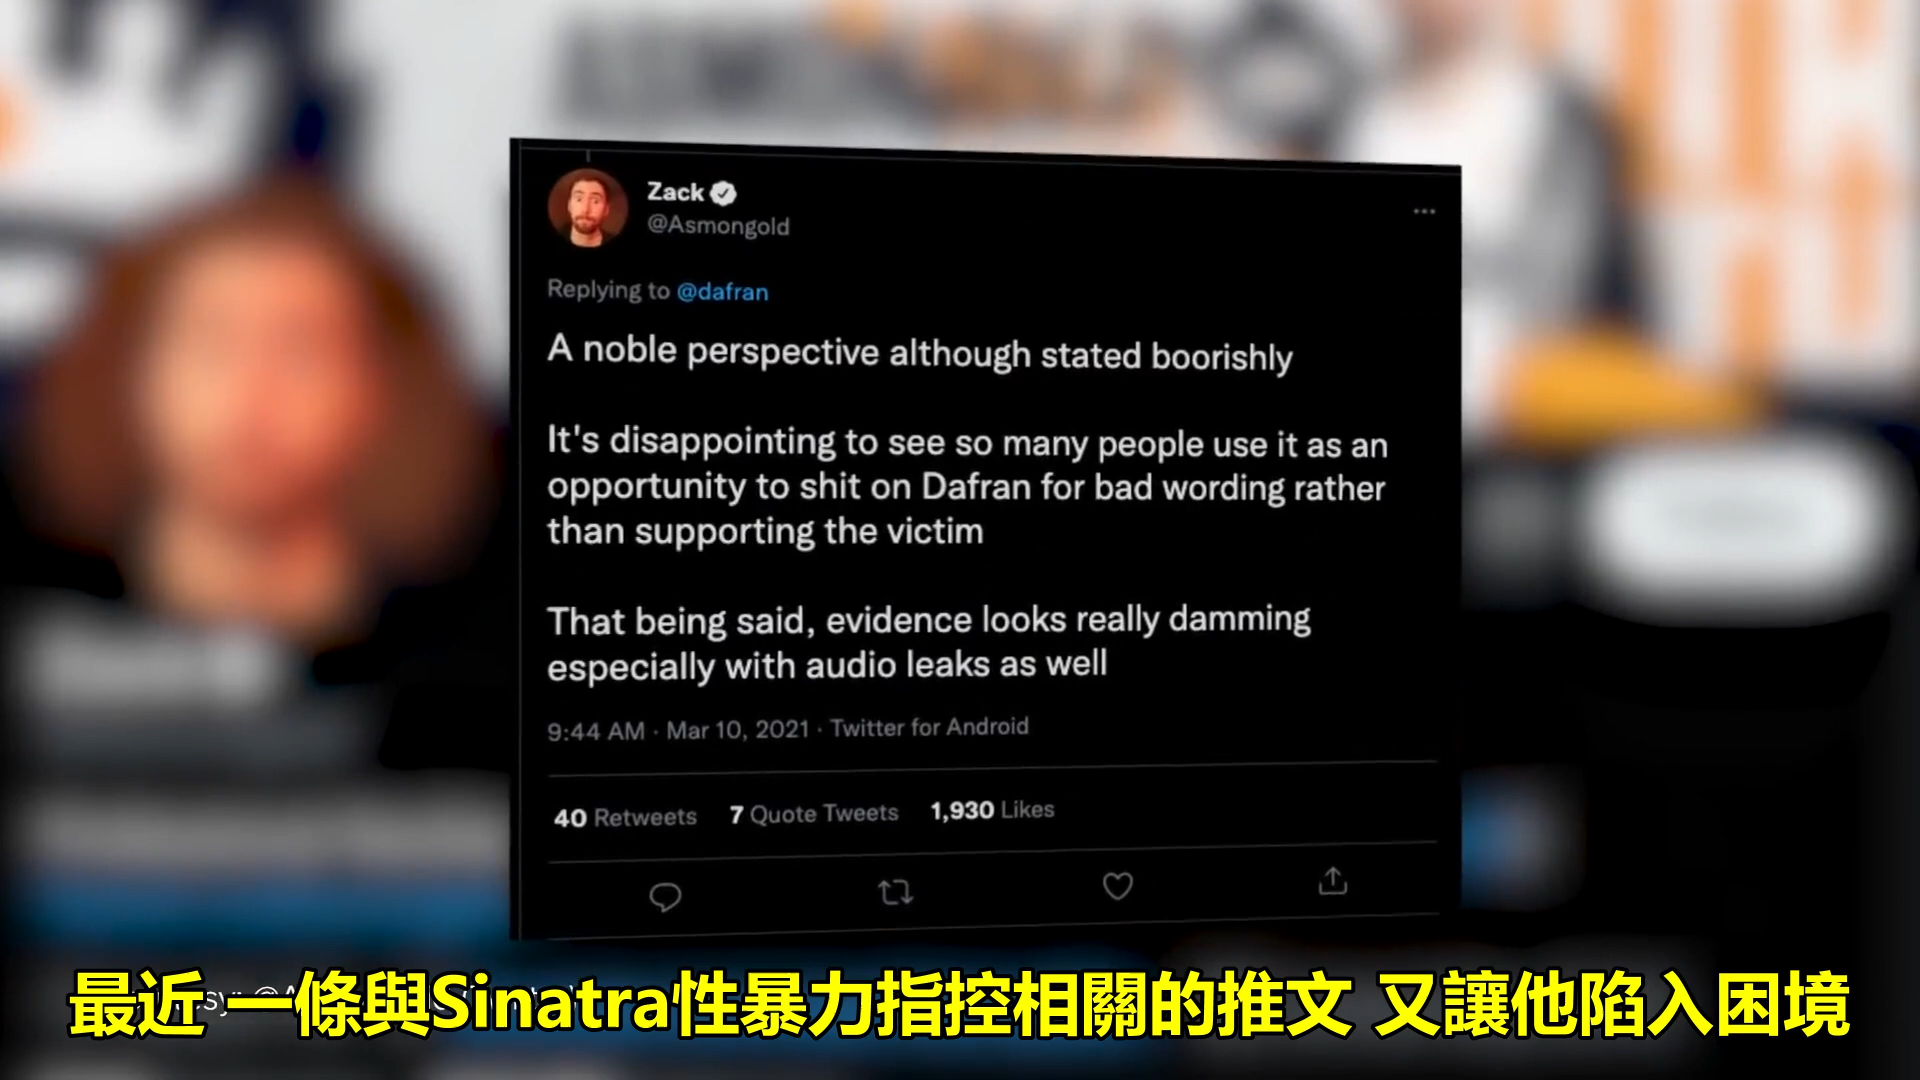 Zack
@Asmongold
Replying to @dafran
A noble perspective although stated boorishly
It's disappointing to see so many people use it as an
opportunity to shit on Dafran for bad wording rather
than supporting the victim
That being said, evidence looks really damming
especially with audio leaks as well
9:44 AM · Mar 10, 2021 · Twitter for Android
40 Retweets 7 Quote Tweets 1,930 Likes
最近 一條與Sinatra性暴力指控相關的推文 又讓他陷入困境